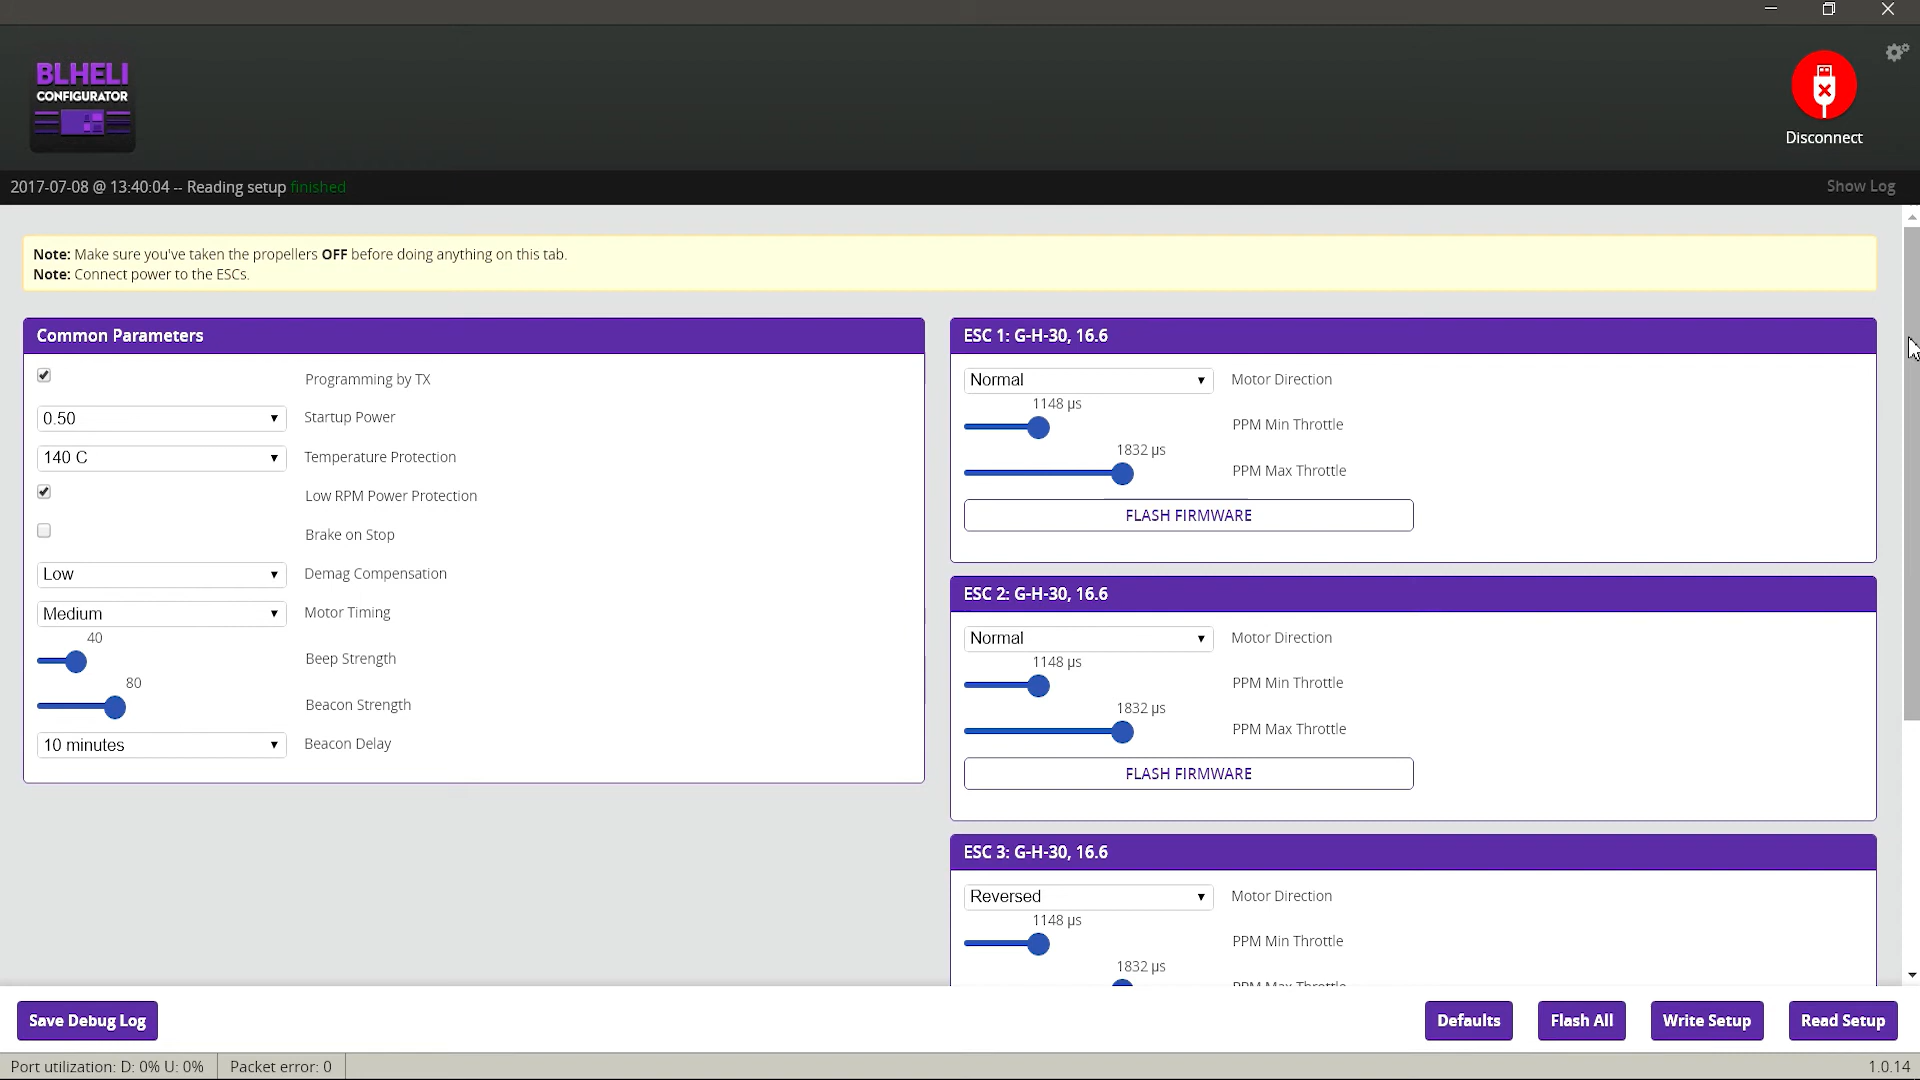 BLHELI
CONFIGURATOR
Disconnect
2017-07-08 @ 13:40:04 -- Reading setup finished
Show Log
Note: Make sure you've taken the propellers OFF before doing anything on this tab.
Note: Connect power to the ESCs.
Common Parameters
Programming by TX
0.50 Startup Power
140 C Temperature Protection
Low RPM Power Protection
Brake on Stop
Low Demag Compensation
Medium Motor Timing
40
Beep Strength
80
Beacon Strength
10 minutes Beacon Delay
ESC 1: G-H-30, 16.6
Normal Motor Direction
1148 µs
PPM Min Throttle
1832 µs
PPM Max Throttle
FLASH FIRMWARE
ESC 2: G-H-30, 16.6
Normal Motor Direction
1148 µs
PPM Min Throttle
1832 µs
PPM Max Throttle
FLASH FIRMWARE
ESC 3: G-H-30, 16.6
Reversed Motor Direction
1148 µs
PPM Min Throttle
1832 µs
PPM Max Throttle
Save Debug Log Defaults Flash All Write Setup Read Setup
Port utilization: D: 0% U: 0% Packet error: 0 1.0.14